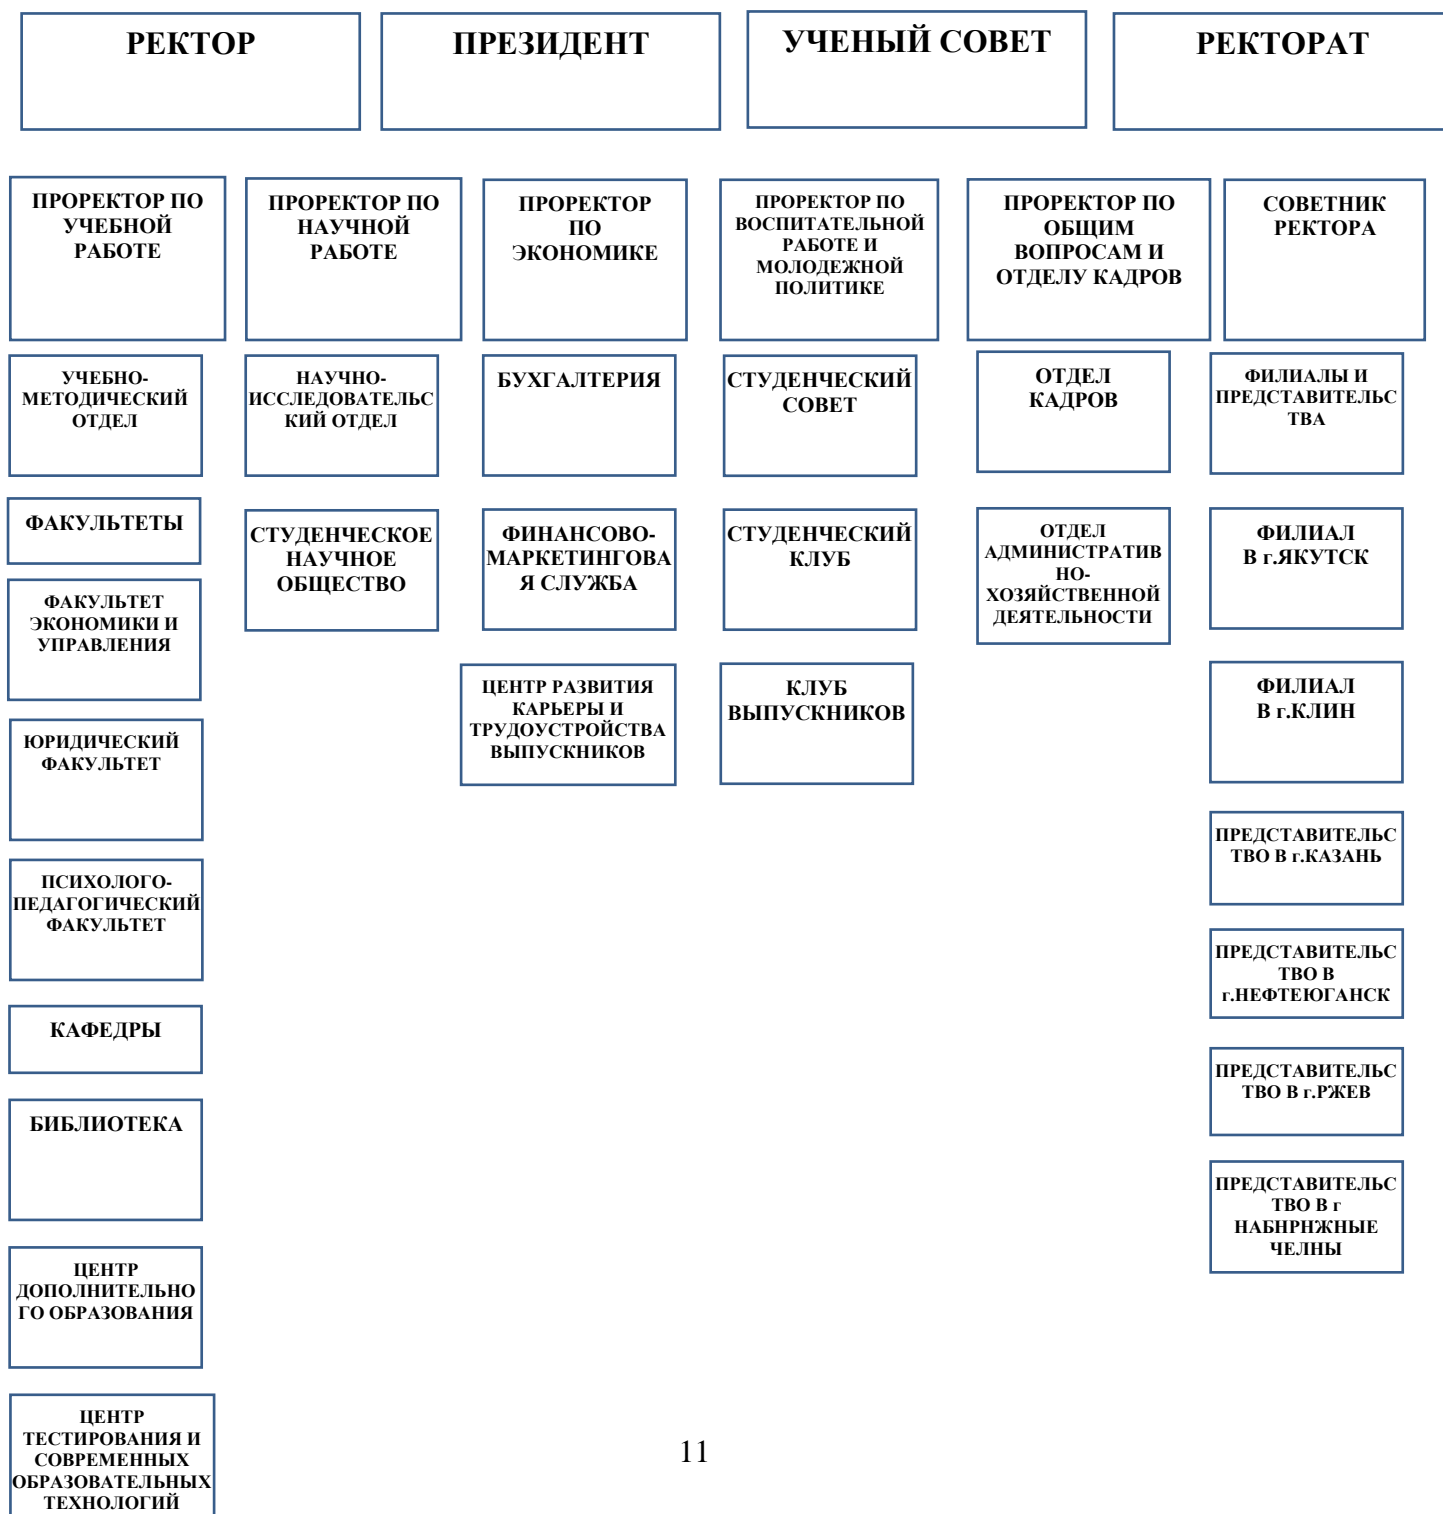 РЕКТОР
ПРЕЗИДЕНТ
УЧЕНЫЙ СОВЕТ
РЕКТОРАТ
ПРОРЕКТОР ПО
УЧЕБНОЙ
РАБОТЕ
ПРОРЕКТОР ПО
НАУЧНОЙ
РАБОТЕ
ПРОРЕКТОР
ПО
ЭКОНОМИКЕ
ПРОРЕКТОР ПО
ВОСПИТАТЕЛЬНОЙ
РАБОТЕ И
МОЛОДЕЖНОЙ
ПОЛИТИКЕ
ПРОРЕКТОР ПО
ОБЩИМ
ВОПРОСАМ И
ОТДЕЛУ КАДРОВ
СОВЕТНИК
РЕКТОРА
УЧЕБНО-
МЕТОДИЧЕСКИЙ
ОТДЕЛ
НАУЧНО-
ИССЛЕДОВАТЕЛЬС
КИЙ ОТДЕЛ
БУХГАЛТЕРИЯ
СТУДЕНЧЕСКИЙ
СОВЕТ
ОТДЕЛ
КАДРОВ
ФИЛИАЛЫ И
ПРЕДСТАВИТЕЛЬС
ТВА
ФАКУЛЬТЕТЫ
СТУДЕНЧЕСКОЕ
НАУЧНОЕ
ОБЩЕСТВО
ФИНАНСОВО-
МАРКЕТИНГОВА
Я СЛУЖБА
СТУДЕНЧЕСКИЙ
КЛУБ
ОТДЕЛ
АДМИНИСТРАТИВ
НО-
ХОЗЯЙСТВЕННОЙ
ДЕЯТЕЛЬНОСТИ
ФИЛИАЛ
В г.ЯКУТСК
ФАКУЛЬТЕТ
ЭКОНОМИКИ И
УПРАВЛЕНИЯ
ЦЕНТР РАЗВИТИЯ
КАРЬЕРЫ И
ТРУДОУСТРОЙСТВА
ВЫПУСКНИКОВ
КЛУБ
ВЫПУСКНИКОВ
ФИЛИАЛ
В г.КЛИН
ЮРИДИЧЕСКИЙ
ФАКУЛЬТЕТ
ПРЕДСТАВИТЕЛЬС
ТВО В г.КАЗАНЬ
ПСИХОЛОГО-
ПЕДАГОГИЧЕСКИЙ
ФАКУЛЬТЕТ
ПРЕДСТАВИТЕЛЬС
ТВО В
г.НЕФТЕЮГАНСК
КАФЕДРЫ
ПРЕДСТАВИТЕЛЬС
ТВО В г.РЖЕВ
БИБЛИОТЕКА
ПРЕДСТАВИТЕЛЬС
ТВО В г
НАБНРНЖНЫЕ
ЧЕЛНЫ
ЦЕНТР
ДОПОЛНИТЕЛЬНО
ГО ОБРАЗОВАНИЯ
ЦЕНТР
ТЕСТИРОВАНИЯ И
СОВРЕМЕННЫХ
ОБРАЗОВАТЕЛЬНЫХ
ТЕХНОЛОГИЙ
11